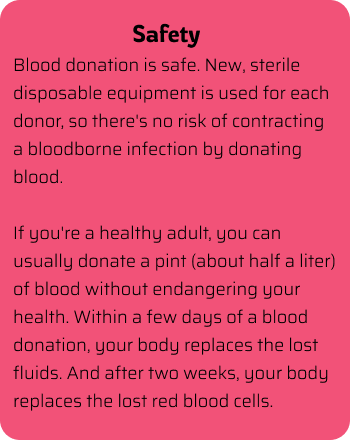 Safety
Blood donation is safe. New, sterile
disposable equipment is used for each
donor, so there's no risk of contracting
a bloodborne infection by donating
blood.
If you're a healthy adult, you can
usually donate a pint (about half a liter)
of blood without endangering your
health. Within a few days of a blood
donation, your body replaces the lost
fluids. And after two weeks, your body
replaces the lost red blood cells.